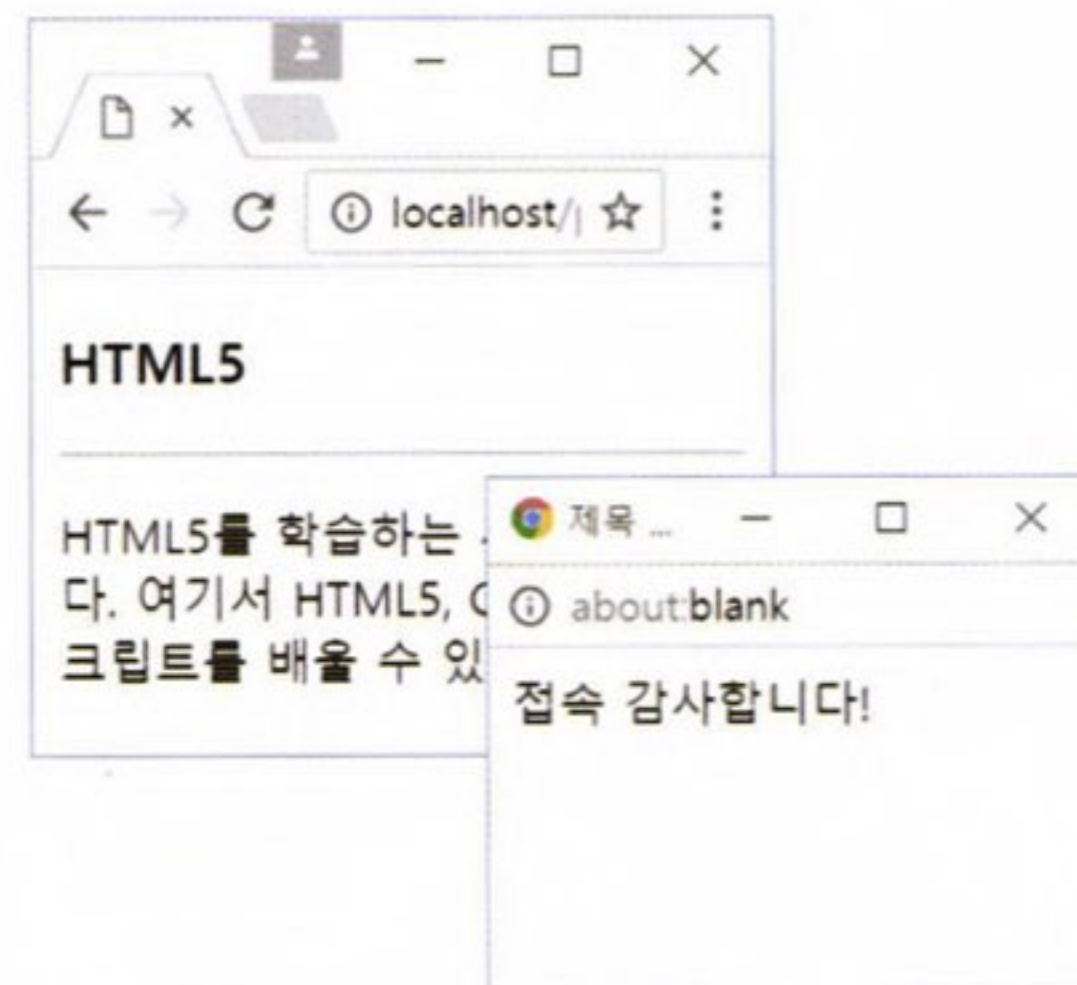 localhost/
HTML5
HTML5를 학습하는
다. 여기서 HTML5,
크립트를 배울 수 있
제목 ...
about:blank
접속 감사합니다!